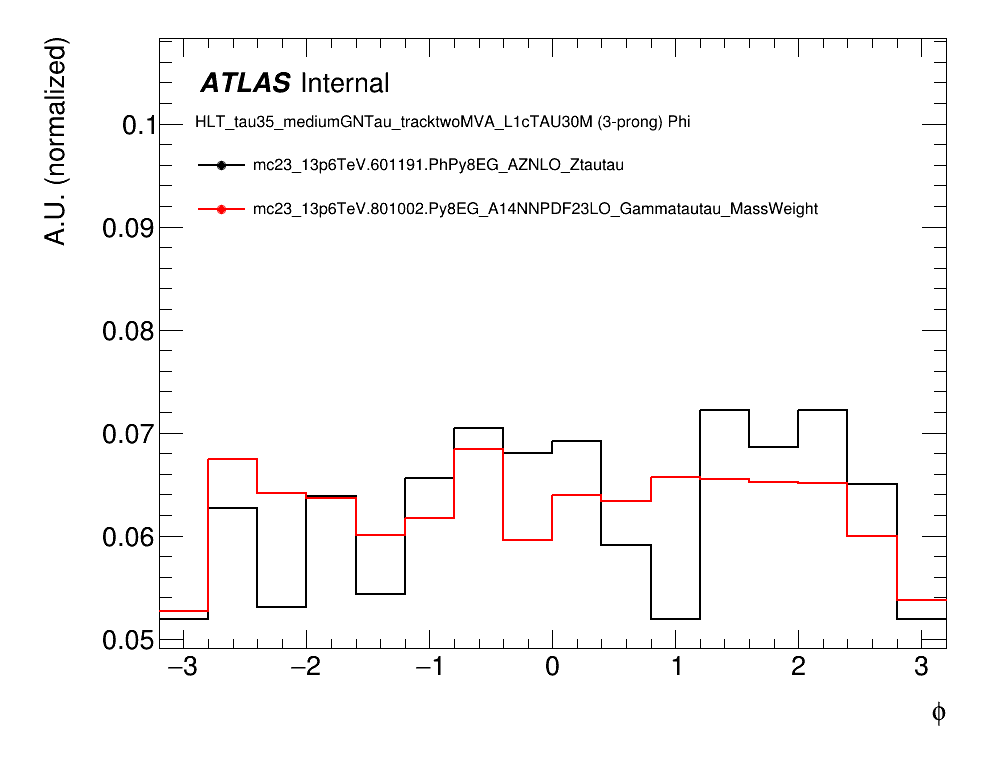 A.U. (normalized)
ATLAS Internal
HLT_tau35_mediumGNTau_tracktwoMVA_L1cTAU30M (3-prong) Phi
mc23_13p6TeV.601191.PhPy8EG_AZNLO_Ztautau
mc23_13p6TeV.801002.Py8EG_A14NNPDF23LO_Gammatautau_MassWeight
0.1
0.09
0.08
0.07
0.06
0.05
−3 −2 −1 0 1 2 3
ϕ